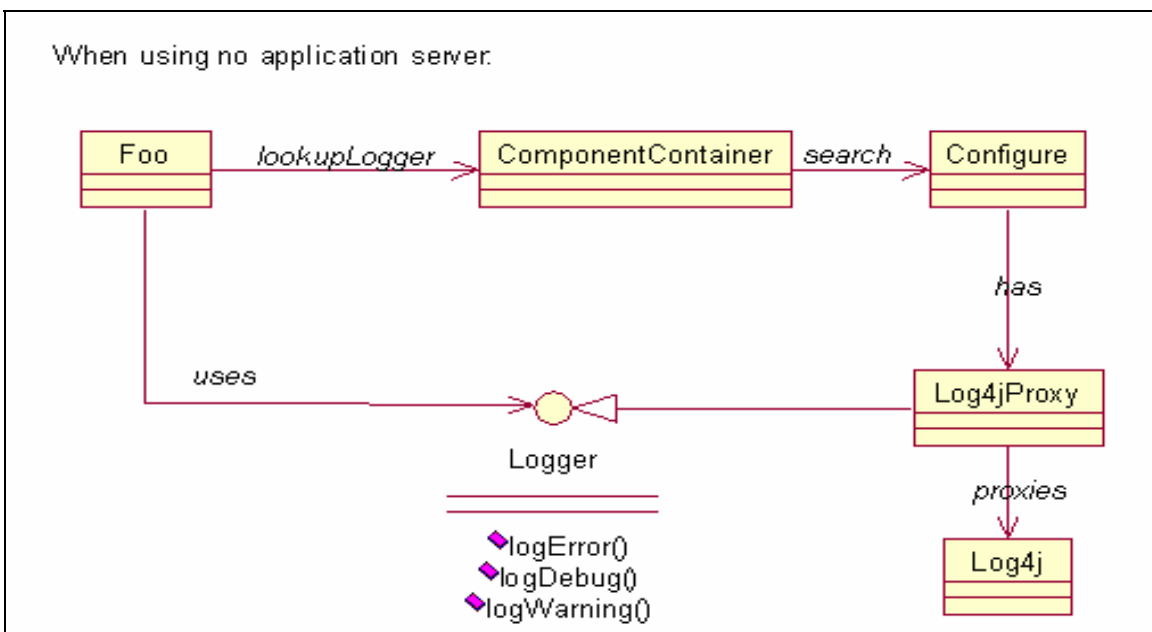 When using no application server:
Foo
lookupLogger
ComponentContainer
search
Configure
has
uses
Log4jProxy
Logger
proxies
logError()
logDebug()
logWarning()
Log4j